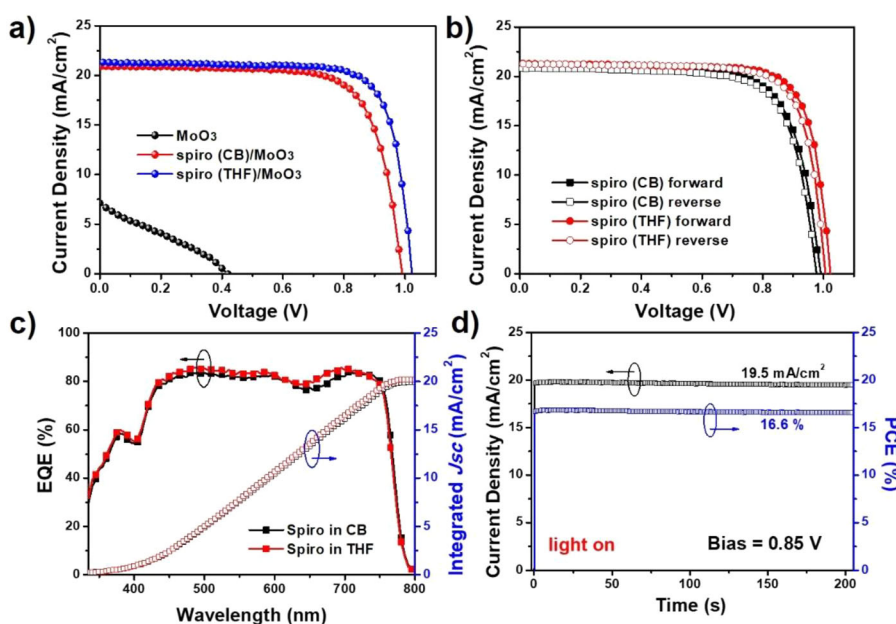 a)
25
20
15
10
5
0
0.0 0.2 0.4 0.6 0.8 1.0
Current Density (mA/cm²)
Voltage (V)
MoO₃
spiro (CB)/MoO₃
spiro (THF)/MoO₃
b)
25
20
15
10
5
0
0.0 0.2 0.4 0.6 0.8 1.0
Current Density (mA/cm²)
Voltage (V)
spiro (CB) forward
spiro (CB) reverse
spiro (THF) forward
spiro (THF) reverse
c)
100
80
60
40
20
0
400 500 600 700 800
EQE (%)
Wavelength (nm)
25
20
15
10
5
0
Integrated Jsc (mA/cm²)
Spiro in CB
Spiro in THF
d)
25
20
15
10
5
0
0 50 100 150 200
Current Density (mA/cm²)
Time (s)
25
20
15
10
5
0
PCE (%)
19.5 mA/cm²
16.6 %
light on
Bias = 0.85 V